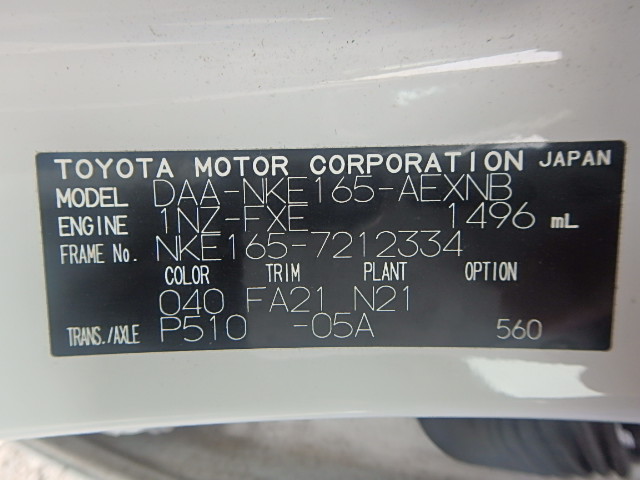 TOYOTA MOTOR CORPORATION JAPAN
MODEL DAA-NKE165-AEXNB
ENGINE 1NZ-FXE 1496 mL
FRAME No. NKE165-7212334
COLOR TRIM PLANT OPTION
040 FA21 N21
TRANS./AXLE P510 -05A 560